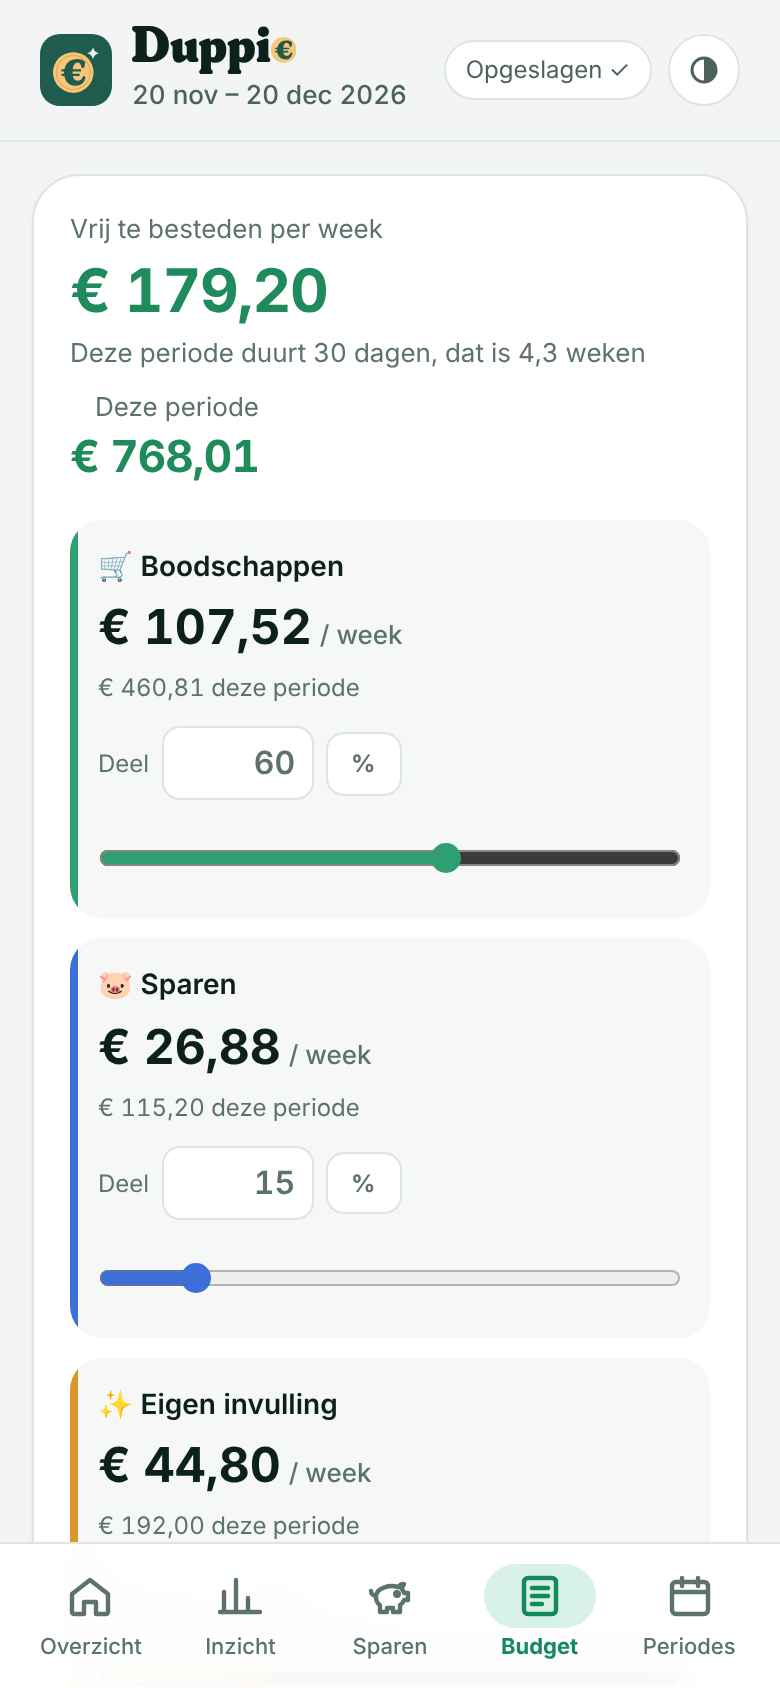 Duppi€
20 nov – 20 dec 2026
Opgeslagen ✓
Vrij te besteden per week
€ 179,20
Deze periode duurt 30 dagen, dat is 4,3 weken
Deze periode
€ 768,01
🛒 Boodschappen
€ 107,52 / week
€ 460,81 deze periode
Deel 60 %
🐷 Sparen
€ 26,88 / week
€ 115,20 deze periode
Deel 15 %
✨ Eigen invulling
€ 44,80 / week
€ 192,00 deze periode
Overzicht Inzicht Sparen Budget Periodes